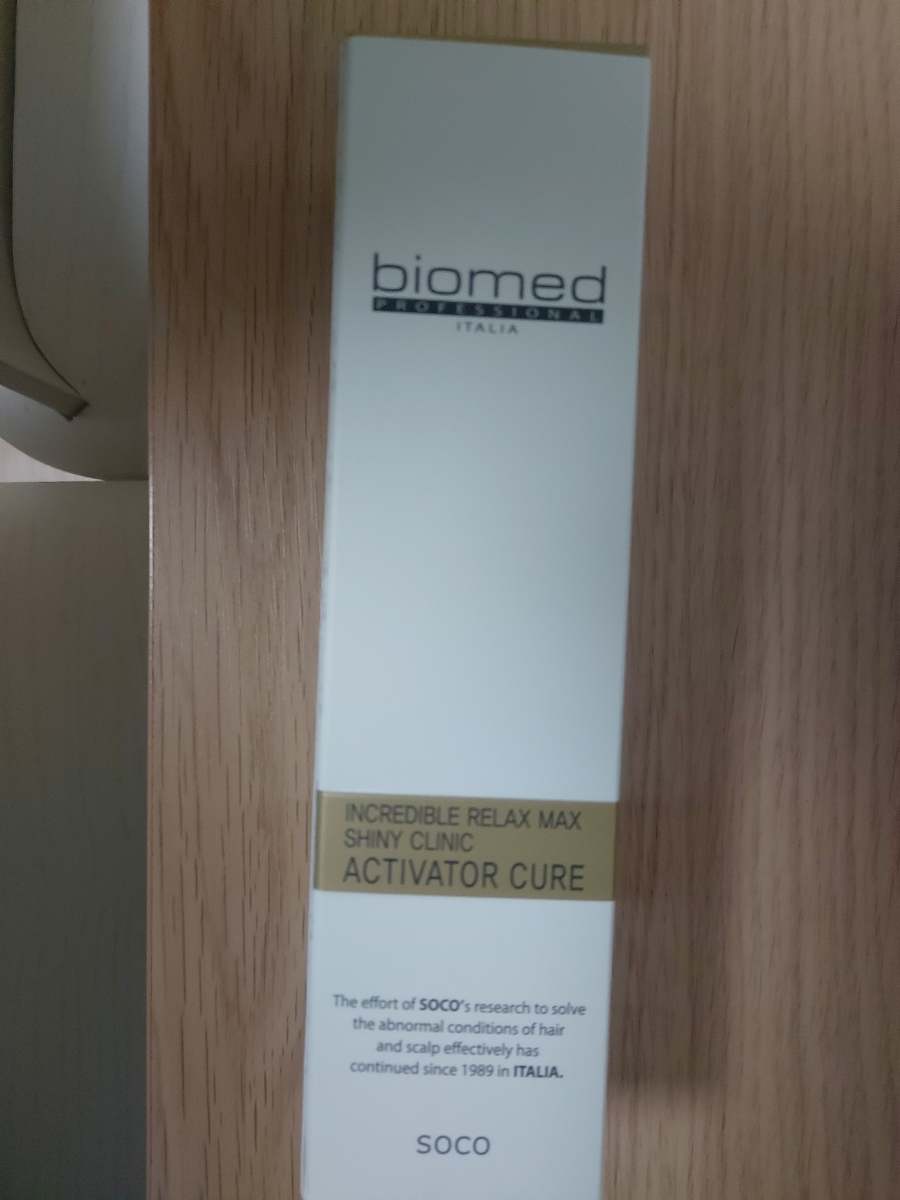 biomed
PROFESSIONAL
ITALIA
INCREDIBLE RELAX MAX
SHINY CLINIC
ACTIVATOR CURE
The effort of SOCO's research to solve
the abnormal conditions of hair
and scalp effectively has
continued since 1989 in ITALIA.
SOCO